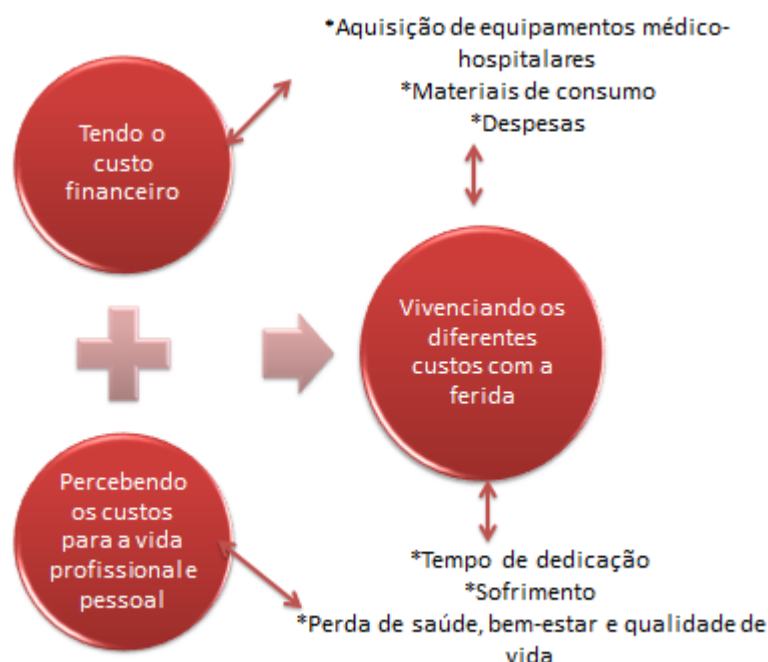 *Aquisição de equipamentos médico-
hospitalares
*Materiais de consumo
*Despesas
Tendo o
custo
financeiro
Vivenciando os
diferentes
custos com a
ferida
Percebendo
os custos
para a vida
profissional e
pessoal
*Tempo de dedicação
*Sofrimento
*Perda de saúde, bem-estar e qualidade de
vida